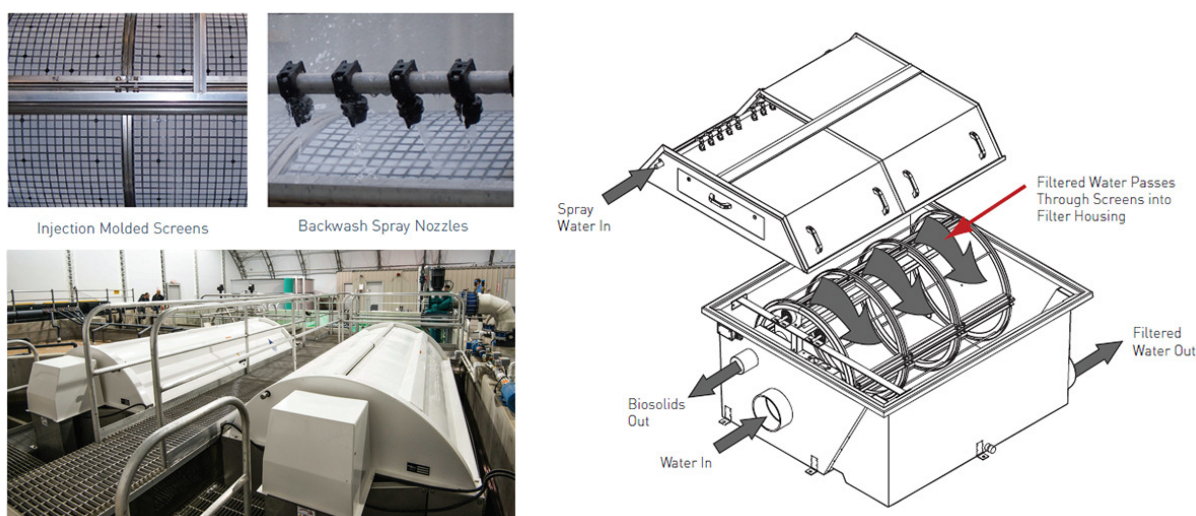 Injection Molded Screens
Backwash Spray Nozzles
Spray
Water In
Filtered Water Passes
Through Screens into
Filter Housing
Filtered
Water Out
Biosolids
Out
Water In